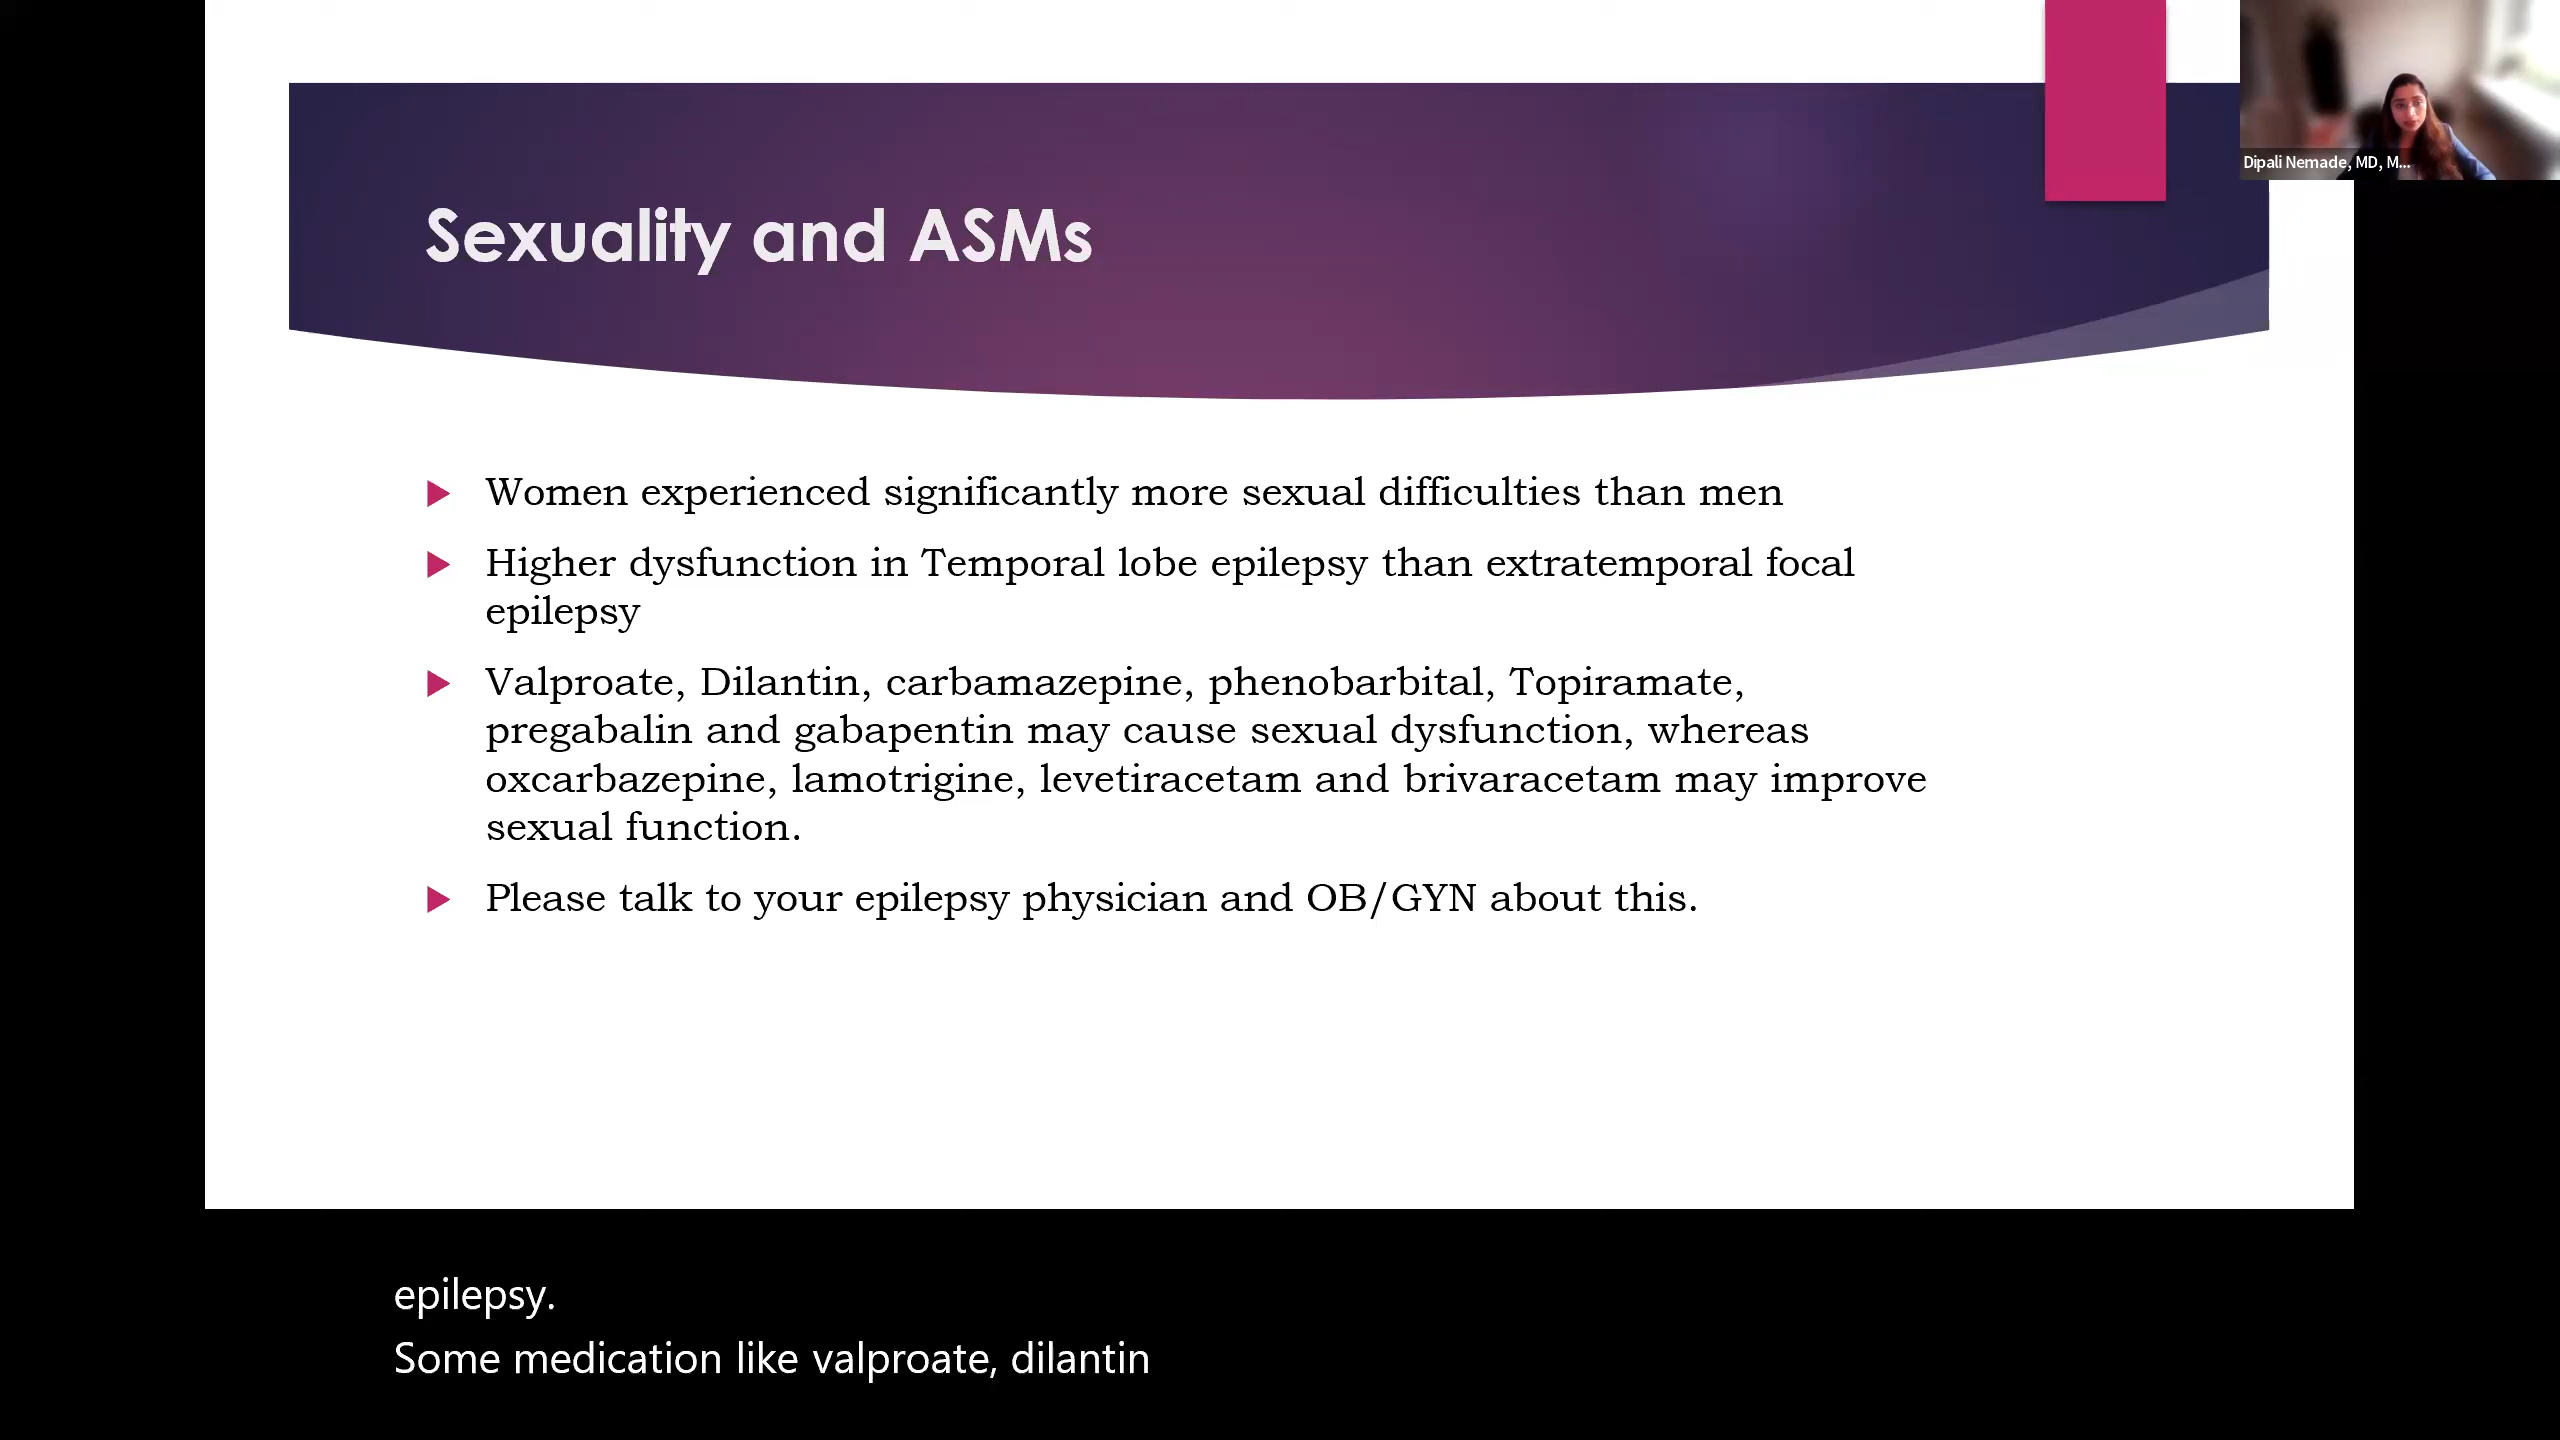 Dipali Nemade, MD, M...
Sexuality and ASMs
Women experienced significantly more sexual difficulties than men
Higher dysfunction in Temporal lobe epilepsy than extratemporal focal
epilepsy
Valproate, Dilantin, carbamazepine, phenobarbital, Topiramate,
pregabalin and gabapentin may cause sexual dysfunction, whereas
oxcarbazepine, lamotrigine, levetiracetam and brivaracetam may improve
sexual function.
Please talk to your epilepsy physician and OB/GYN about this.
epilepsy.
Some medication like valproate, dilantin